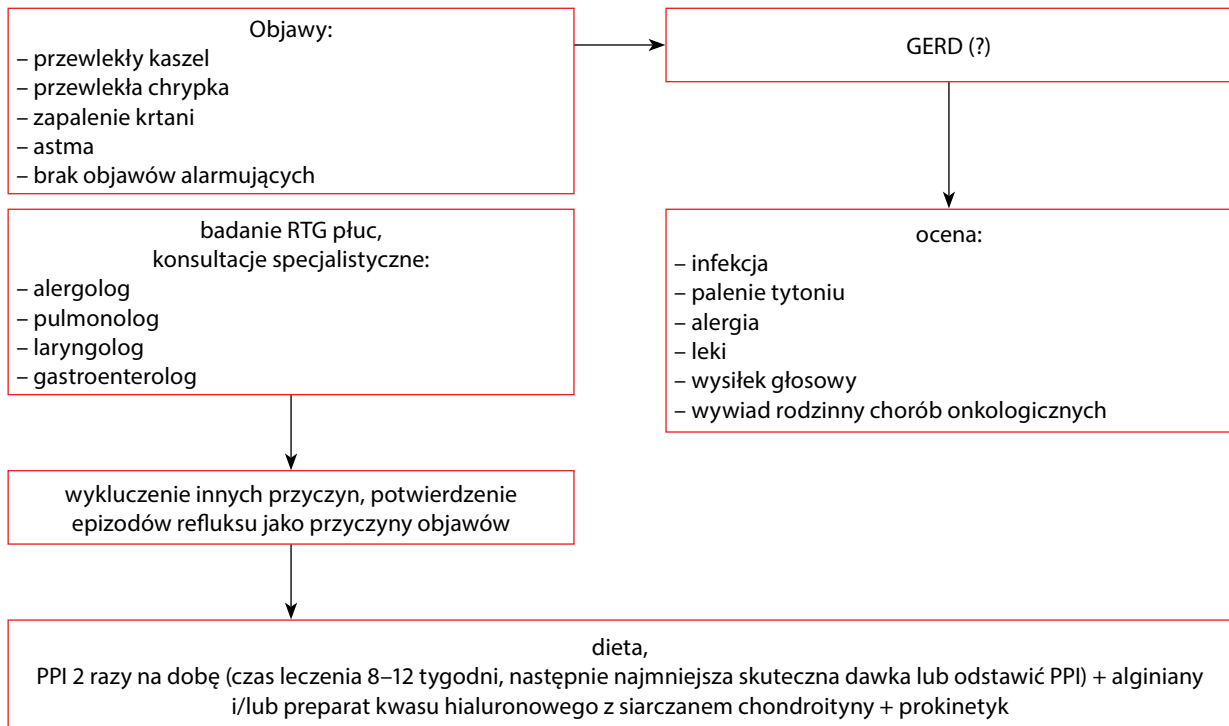 Objawy:
– przewlekły kaszel
– przewlekła chrypka
– zapalenie krtani
– astma
– brak objawów alarmujących
GERD (?)
ocena:
– infekcja
– palenie tytoniu
– alergia
– leki
– wysiłek głosowy
– wywiad rodzinny chorób onkologicznych
badanie RTG płuc,
konsultacje specjalistyczne:
– alergolog
– pulmonolog
– laryngolog
– gastroenterolog
wykluczenie innych przyczyn, potwierdzenie
epizodów refluksu jako przyczyny objawów
dieta,
PPI 2 razy na dobę (czas leczenia 8–12 tygodni, następnie najmniejsza skuteczna dawka lub odstawić PPI) + alginiany
i/lub preparat kwasu hialuronowego z siarczanem chondroityny + prokinetyk